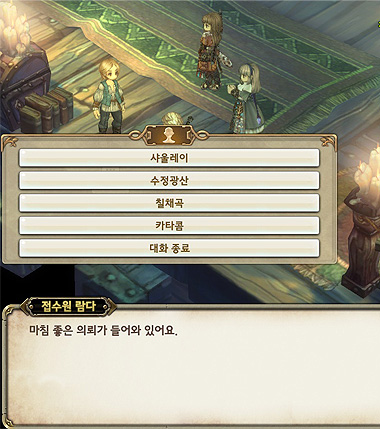 샤울레이
수정광산
칠채곡
카타콤
대화 종료
접수원 람다
마침 좋은 의뢰가 들어와 있어요.